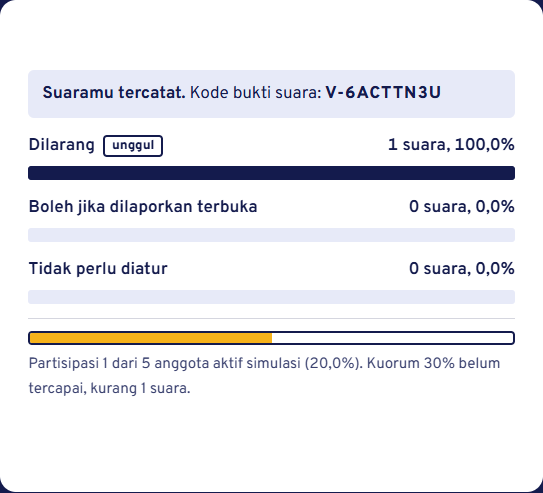 Suaramu tercatat. Kode bukti suara: V-6ACTTN3U
Dilarang unggul 1 suara, 100,0%
Boleh jika dilaporkan terbuka 0 suara, 0,0%
Tidak perlu diatur 0 suara, 0,0%
Partisipasi 1 dari 5 anggota aktif simulasi (20,0%). Kuorum 30% belum
tercapai, kurang 1 suara.